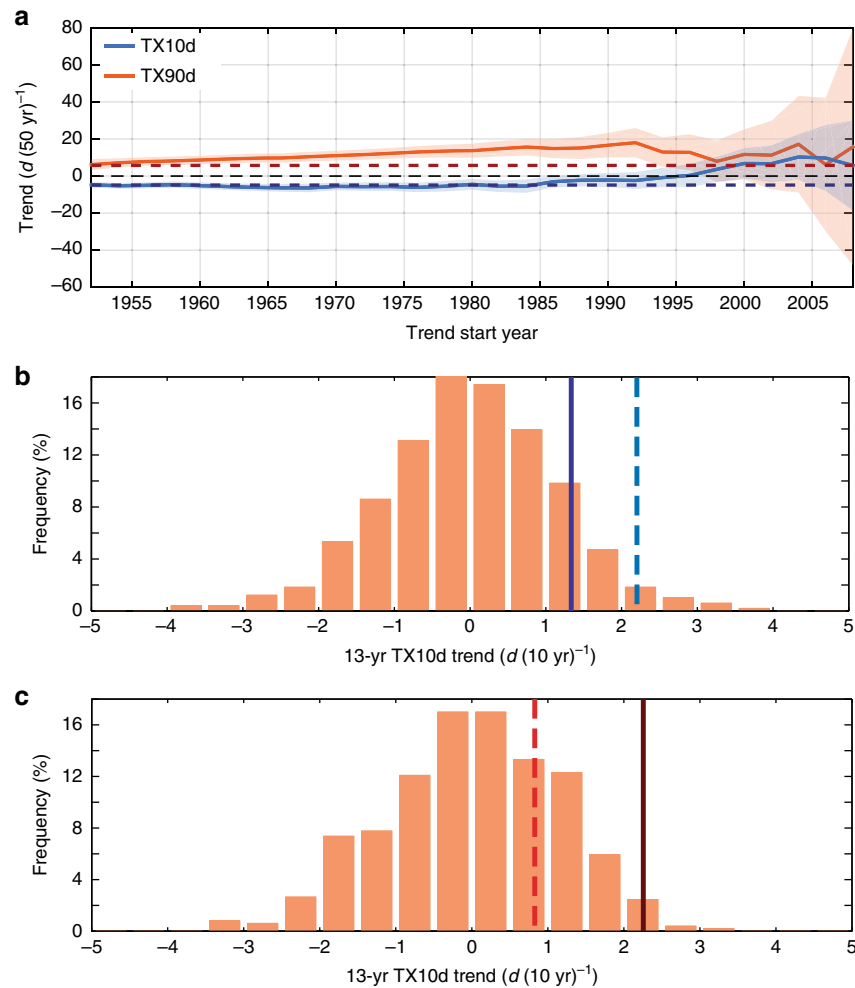 a
80
60
40
20
0
−20
−40
−60
Trend (d (50 yr)−1)
TX10d
TX90d
1955 1960 1965 1970 1975 1980 1985 1990 1995 2000 2005
Trend start year
b
16
12
8
4
0
Frequency (%)
−5 −4 −3 −2 −1 0 1 2 3 4 5
13-yr TX10d trend (d (10 yr)−1)
c
16
12
8
4
0
Frequency (%)
−5 −4 −3 −2 −1 0 1 2 3 4 5
13-yr TX10d trend (d (10 yr)−1)